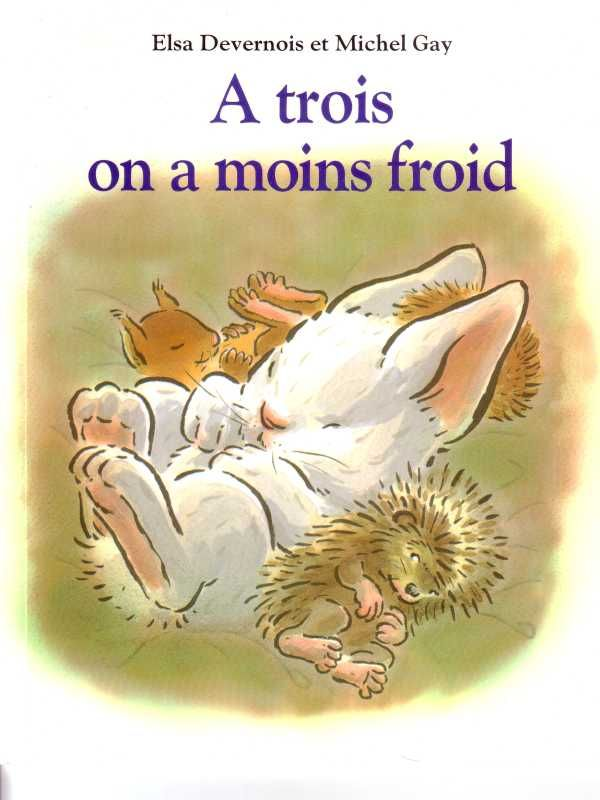 Elsa Devernois et Michel Gay
A trois
on a moins froid